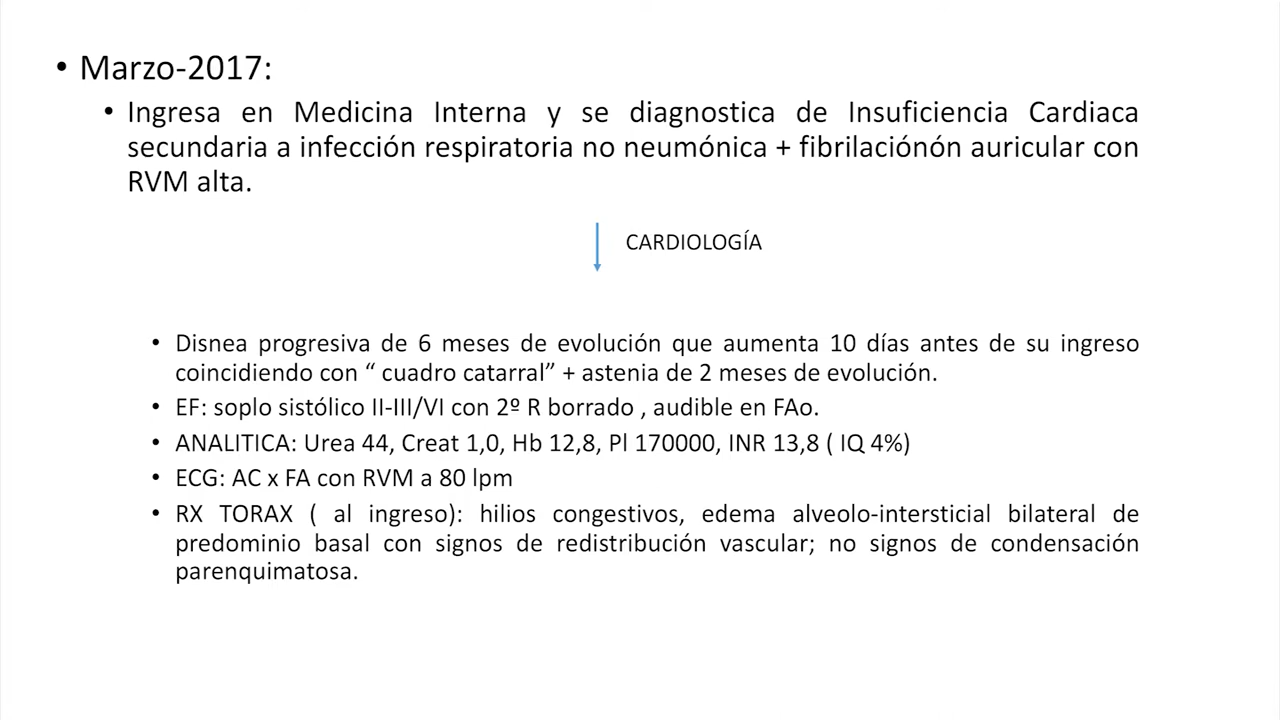 • Marzo-2017:
• Ingresa en Medicina Interna y se diagnostica de Insuficiencia Cardiaca
secundaria a infección respiratoria no neumónica + fibrilaciónón auricular con
RVM alta.
CARDIOLOGÍA
• Disnea progresiva de 6 meses de evolución que aumenta 10 días antes de su ingreso
coincidiendo con “ cuadro catarral” + astenia de 2 meses de evolución.
• EF: soplo sistólico II-III/VI con 2º R borrado , audible en FAo.
• ANALITICA: Urea 44, Creat 1,0, Hb 12,8, Pl 170000, INR 13,8 ( IQ 4%)
• ECG: AC x FA con RVM a 80 lpm
• RX TORAX ( al ingreso): hilios congestivos, edema alveolo-intersticial bilateral de
predominio basal con signos de redistribución vascular; no signos de condensación
parenquimatosa.